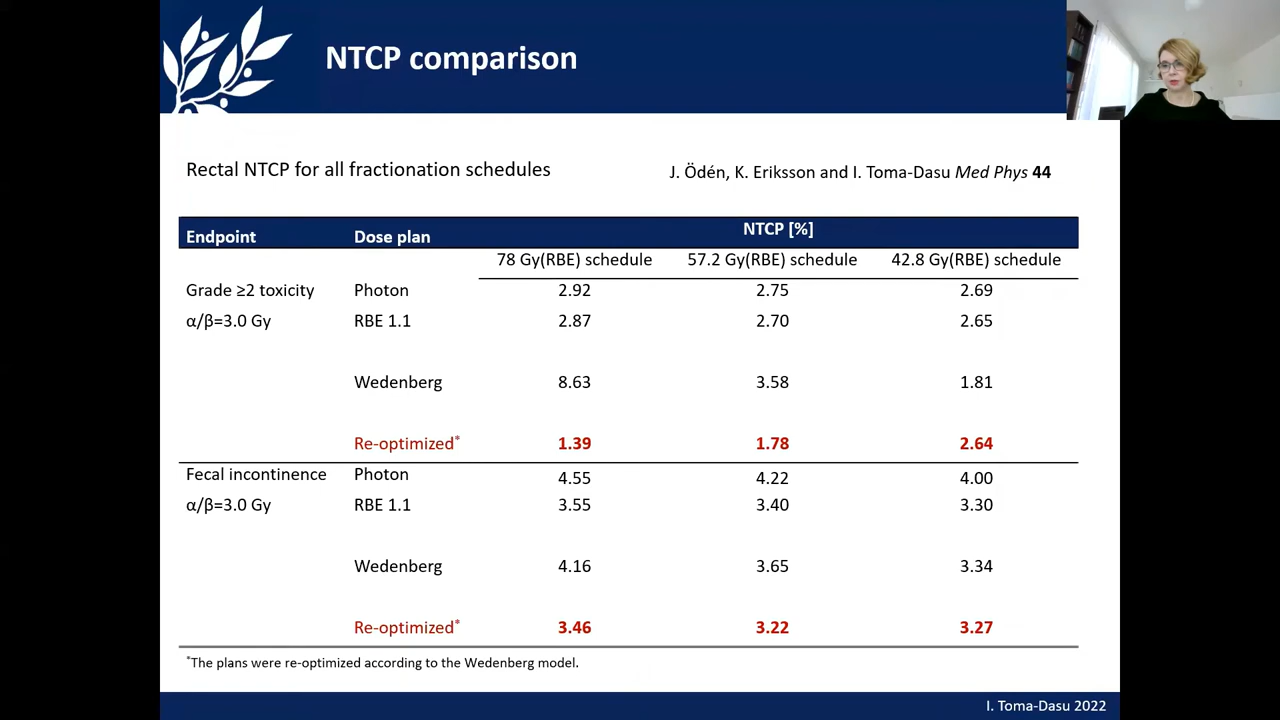 NTCP comparison
Rectal NTCP for all fractionation schedules
J. Ödén, K. Eriksson and I. Toma-Dasu Med Phys 44
Endpoint Dose plan NTCP [%]
78 Gy(RBE) schedule 57.2 Gy(RBE) schedule 42.8 Gy(RBE) schedule
Grade ≥2 toxicity Photon 2.92 2.75 2.69
α/β=3.0 Gy RBE 1.1 2.87 2.70 2.65
Wedenberg 8.63 3.58 1.81
Re-optimized* 1.39 1.78 2.64
Fecal incontinence Photon 4.55 4.22 4.00
α/β=3.0 Gy RBE 1.1 3.55 3.40 3.30
Wedenberg 4.16 3.65 3.34
Re-optimized* 3.46 3.22 3.27
*The plans were re-optimized according to the Wedenberg model.
I. Toma-Dasu 2022